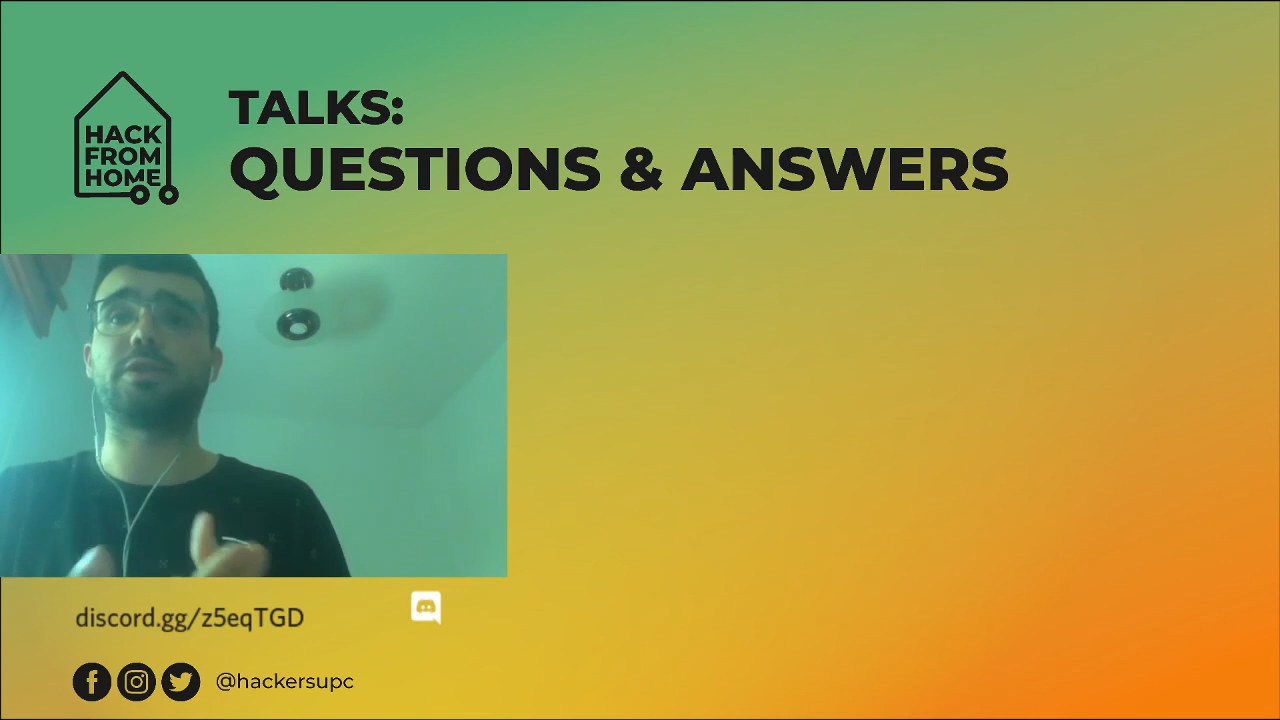 HACK
FROM
HOME
TALKS:
QUESTIONS & ANSWERS
discord.gg/z5eqTGD
@hackersupc